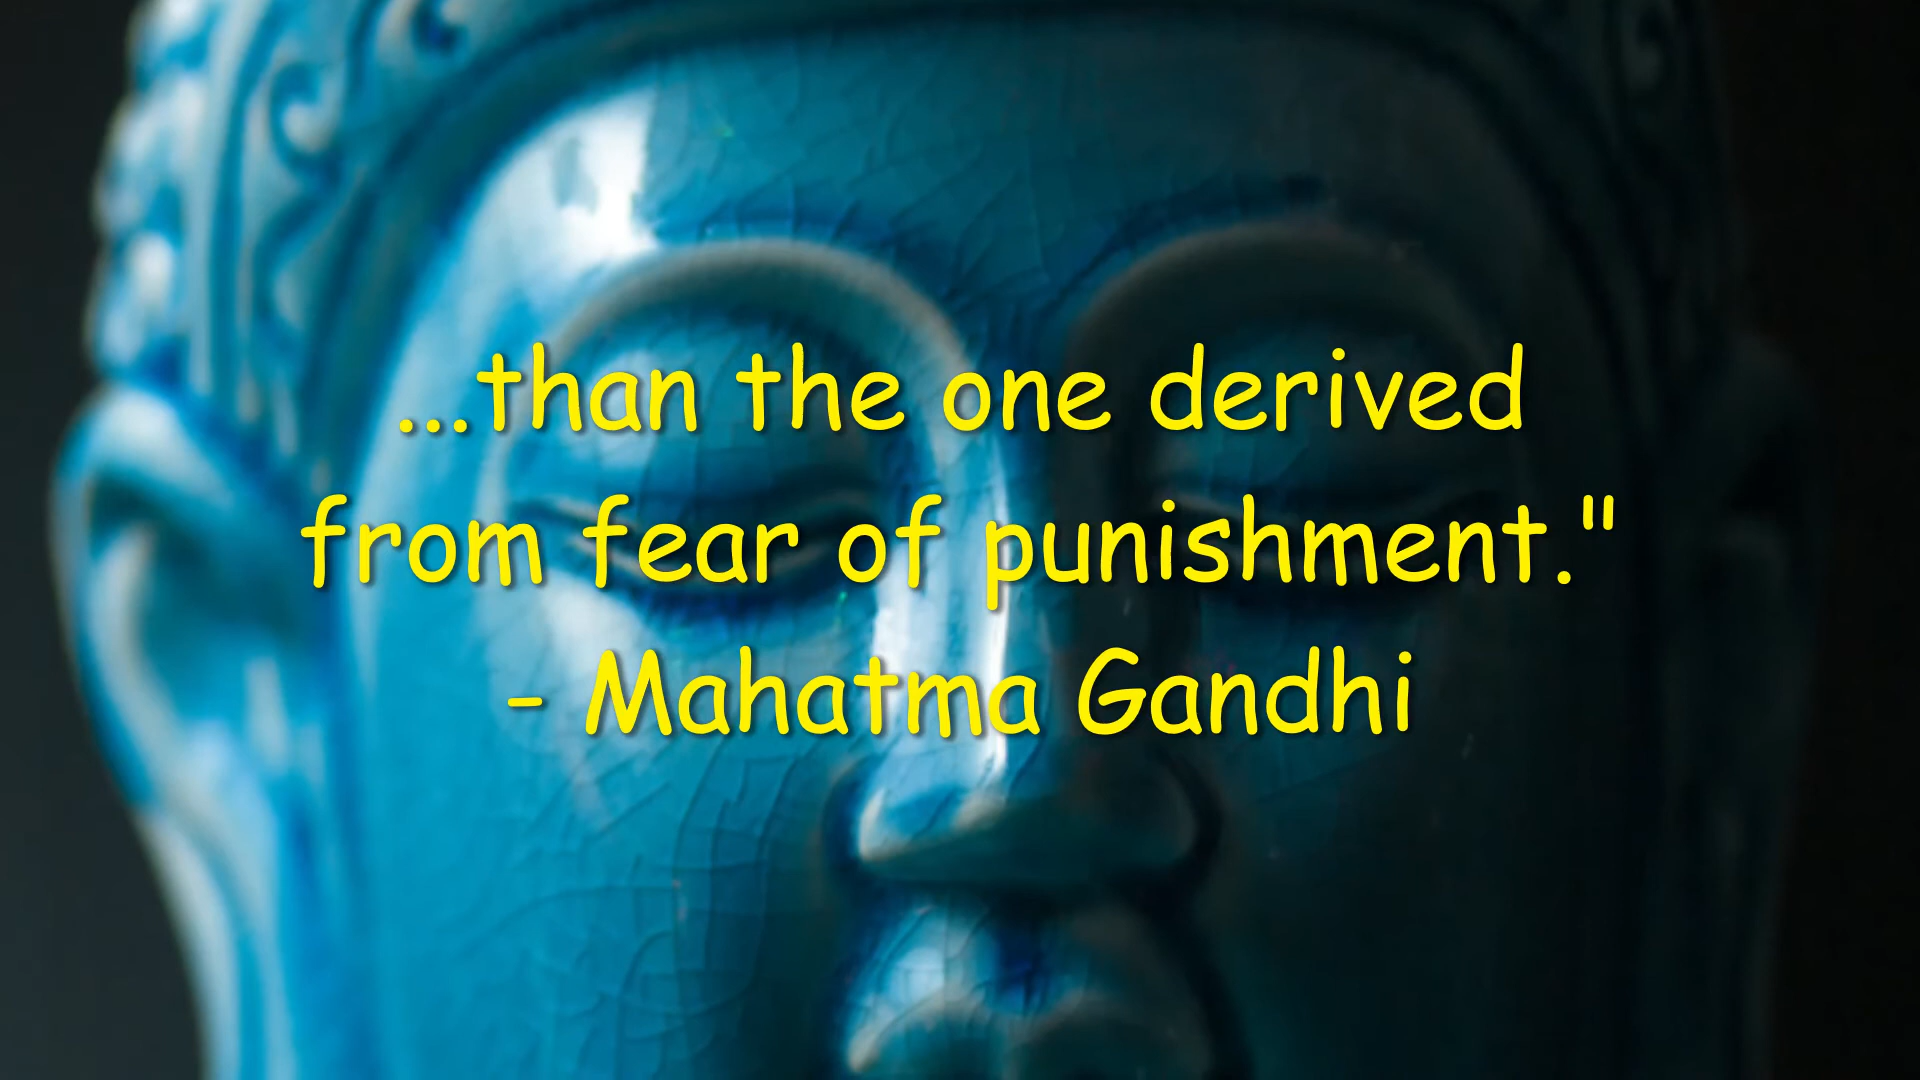 ...than the one derived
from fear of punishment."
- Mahatma Gandhi